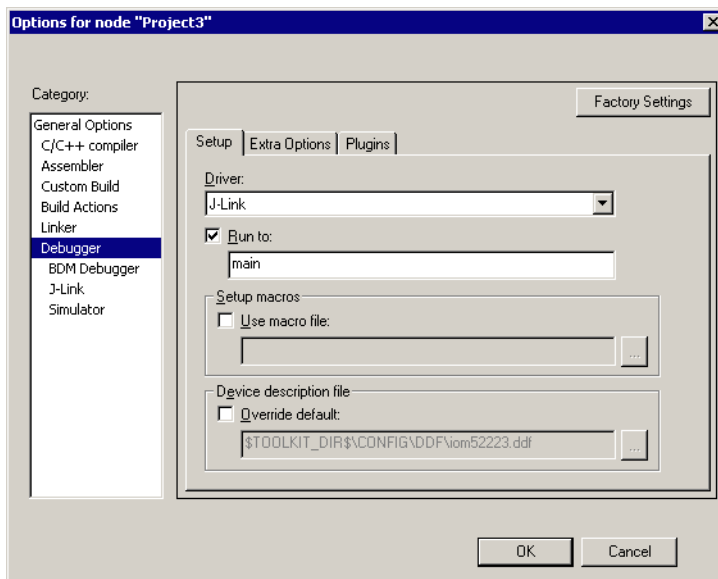 Options for node "Project3"
Category:
Factory Settings
General Options
C/C++ compiler
Assembler
Custom Build
Build Actions
Linker
Debugger
BDM Debugger
J-Link
Simulator
Setup Extra Options Plugins
Driver:
J-Link
Run to:
main
Setup macros
Use macro file:
...
Device description file
Override default:
$TOOLKIT_DIR$\CONFIG\DDF\iom52223.ddf
...
OK Cancel